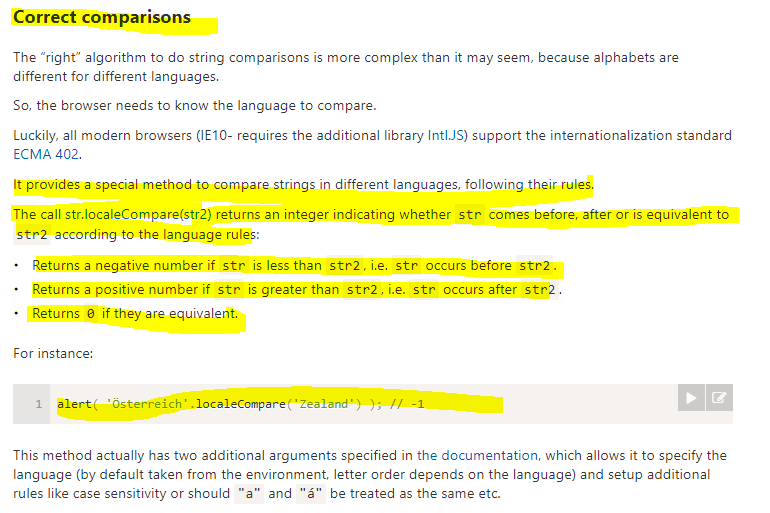 Correct comparisons
The “right” algorithm to do string comparisons is more complex than it may seem, because alphabets are
different for different languages.
So, the browser needs to know the language to compare.
Luckily, all modern browsers (IE10- requires the additional library Intl.JS) support the internationalization standard
ECMA 402.
It provides a special method to compare strings in different languages, following their rules.
The call str.localeCompare(str2) returns an integer indicating whether str comes before, after or is equivalent to
str2 according to the language rules:
• Returns a negative number if str is less than str2, i.e. str occurs before str2.
• Returns a positive number if str is greater than str2, i.e. str occurs after str2.
• Returns 0 if they are equivalent.
For instance:
1 alert( 'Österreich'.localeCompare('Zealand') ); // -1
This method actually has two additional arguments specified in the documentation, which allows it to specify the
language (by default taken from the environment, letter order depends on the language) and setup additional
rules like case sensitivity or should "a" and "á" be treated as the same etc.